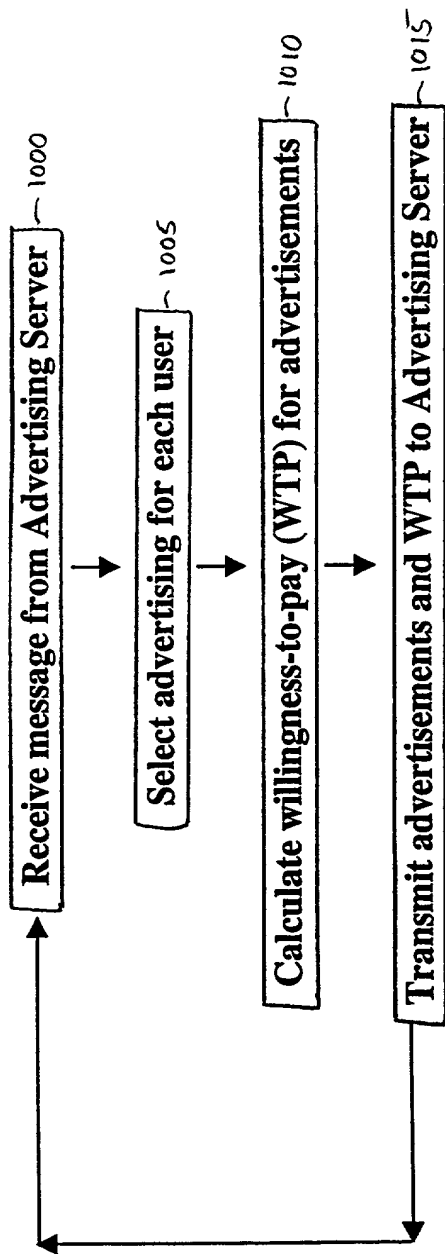 Receive message from Advertising Server 1000
Select advertising for each user 1005
Calculate willingness-to-pay (WTP) for advertisements 1010
Transmit advertisements and WTP to Advertising Server 1015